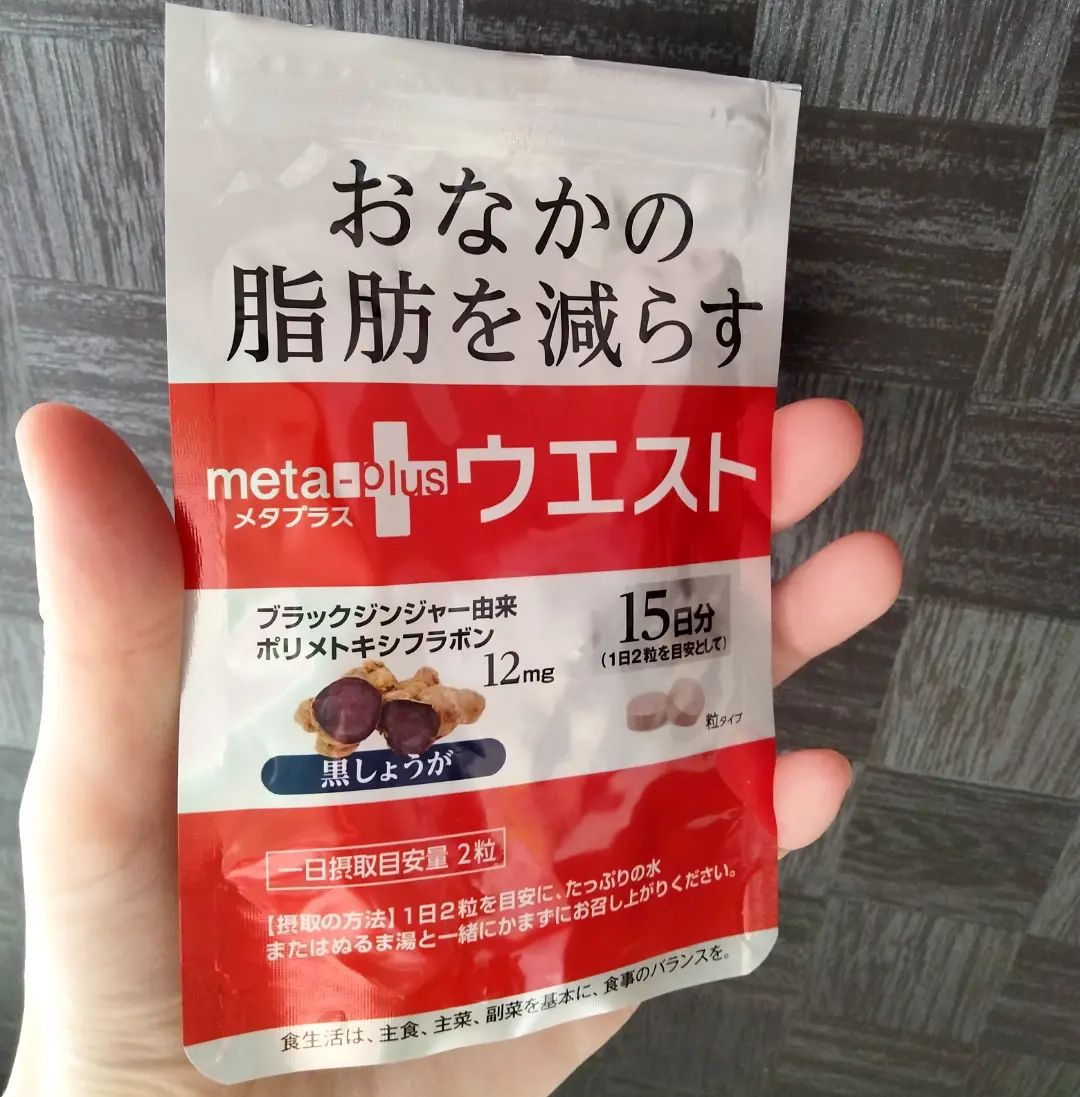 おなかの
脂肪を減らす
meta-plus ウエスト
メタプラス
ブラックジンジャー由来
ポリメトキシフラボン
12mg
黒しょうが
15日分
(1日2粒を目安として)
粒タイプ
一日摂取目安量 2粒
【摂取の方法】1日2粒を目安に、たっぷりの水
またはぬるま湯と一緒にかまずにお召し上がりください。
食生活は、主食、主菜、副菜を基本に、食事のバランスを。